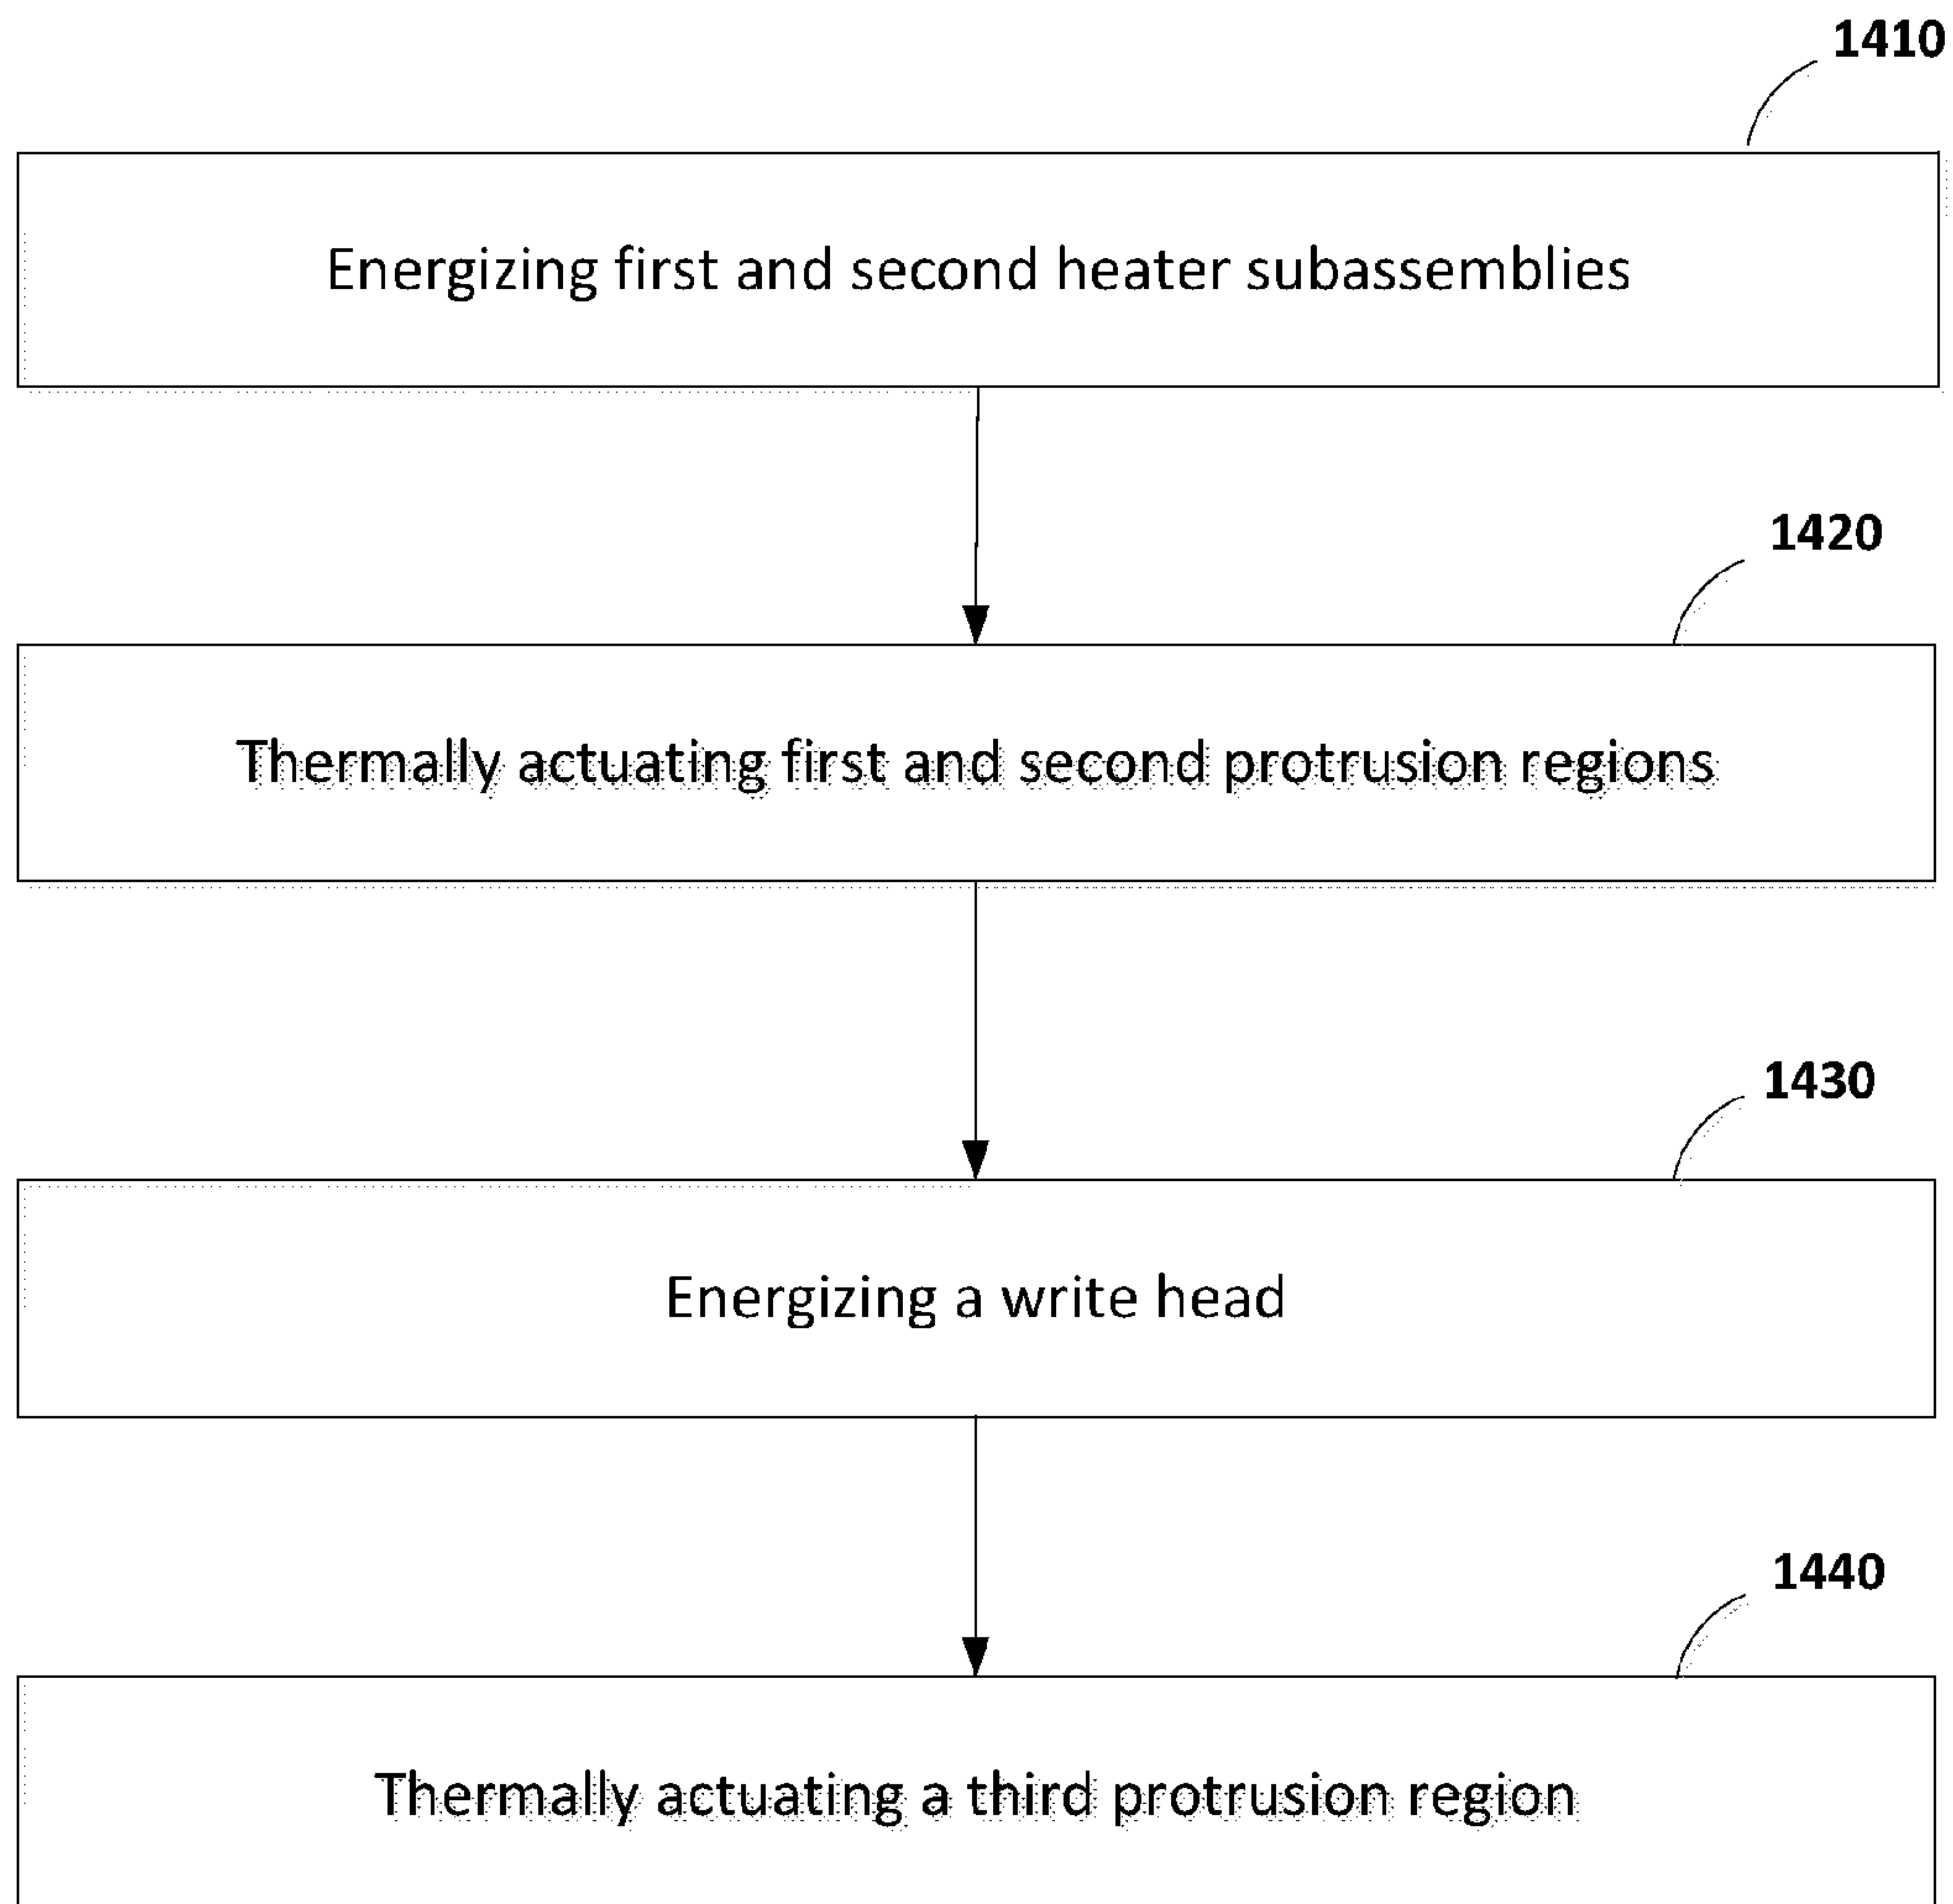 1410
Energizing first and second heater subassemblies
1420
Thermally actuating first and second protrusion regions
1430
Energizing a write head
1440
Thermally actuating a third protrusion region